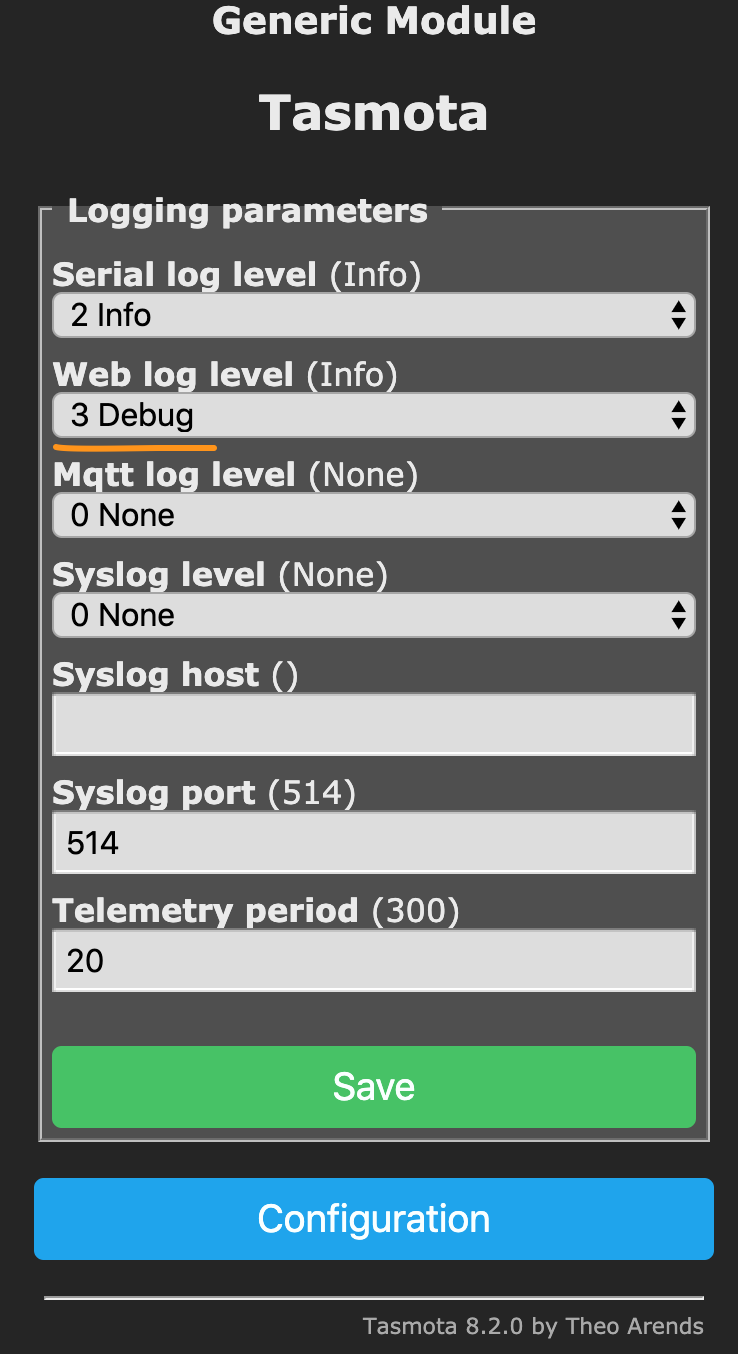 Generic Module
Tasmota
Logging parameters
Serial log level (Info)
2 Info
Web log level (Info)
3 Debug
Mqtt log level (None)
0 None
Syslog level (None)
0 None
Syslog host ()
Syslog port (514)
514
Telemetry period (300)
20
Save
Configuration
Tasmota 8.2.0 by Theo Arends